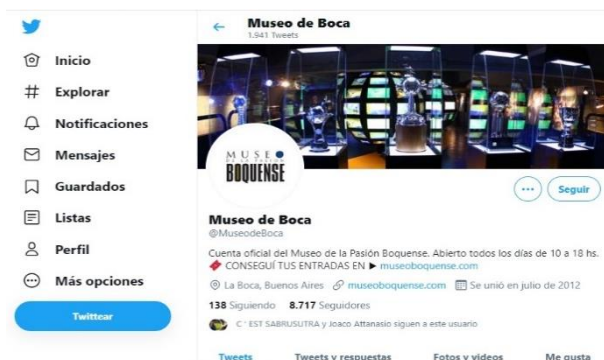 Inicio
Explorar
Notificaciones
Mensajes
Guardados
Listas
Perfil
Más opciones
Twittear
Museo de Boca
1.941 Tweets
MUSEO
DE LA PASIÓN
BOQUENSE
Seguir
Museo de Boca
@MuseodeBoca
Cuenta oficial del Museo de la Pasión Boquense. Abierto todos los días de 10 a 18 hs.
CONSEGUÍ TUS ENTRADAS EN ► museoboquense.com
La Boca, Buenos Aires museoboquense.com Se unió en julio de 2012
138 Siguiendo 8.717 Seguidores
C * EST SABRUSUTRA y Joaco Attanasio siguen a este usuario
Tweets Tweets y respuestas Fotos y videos Me gusta